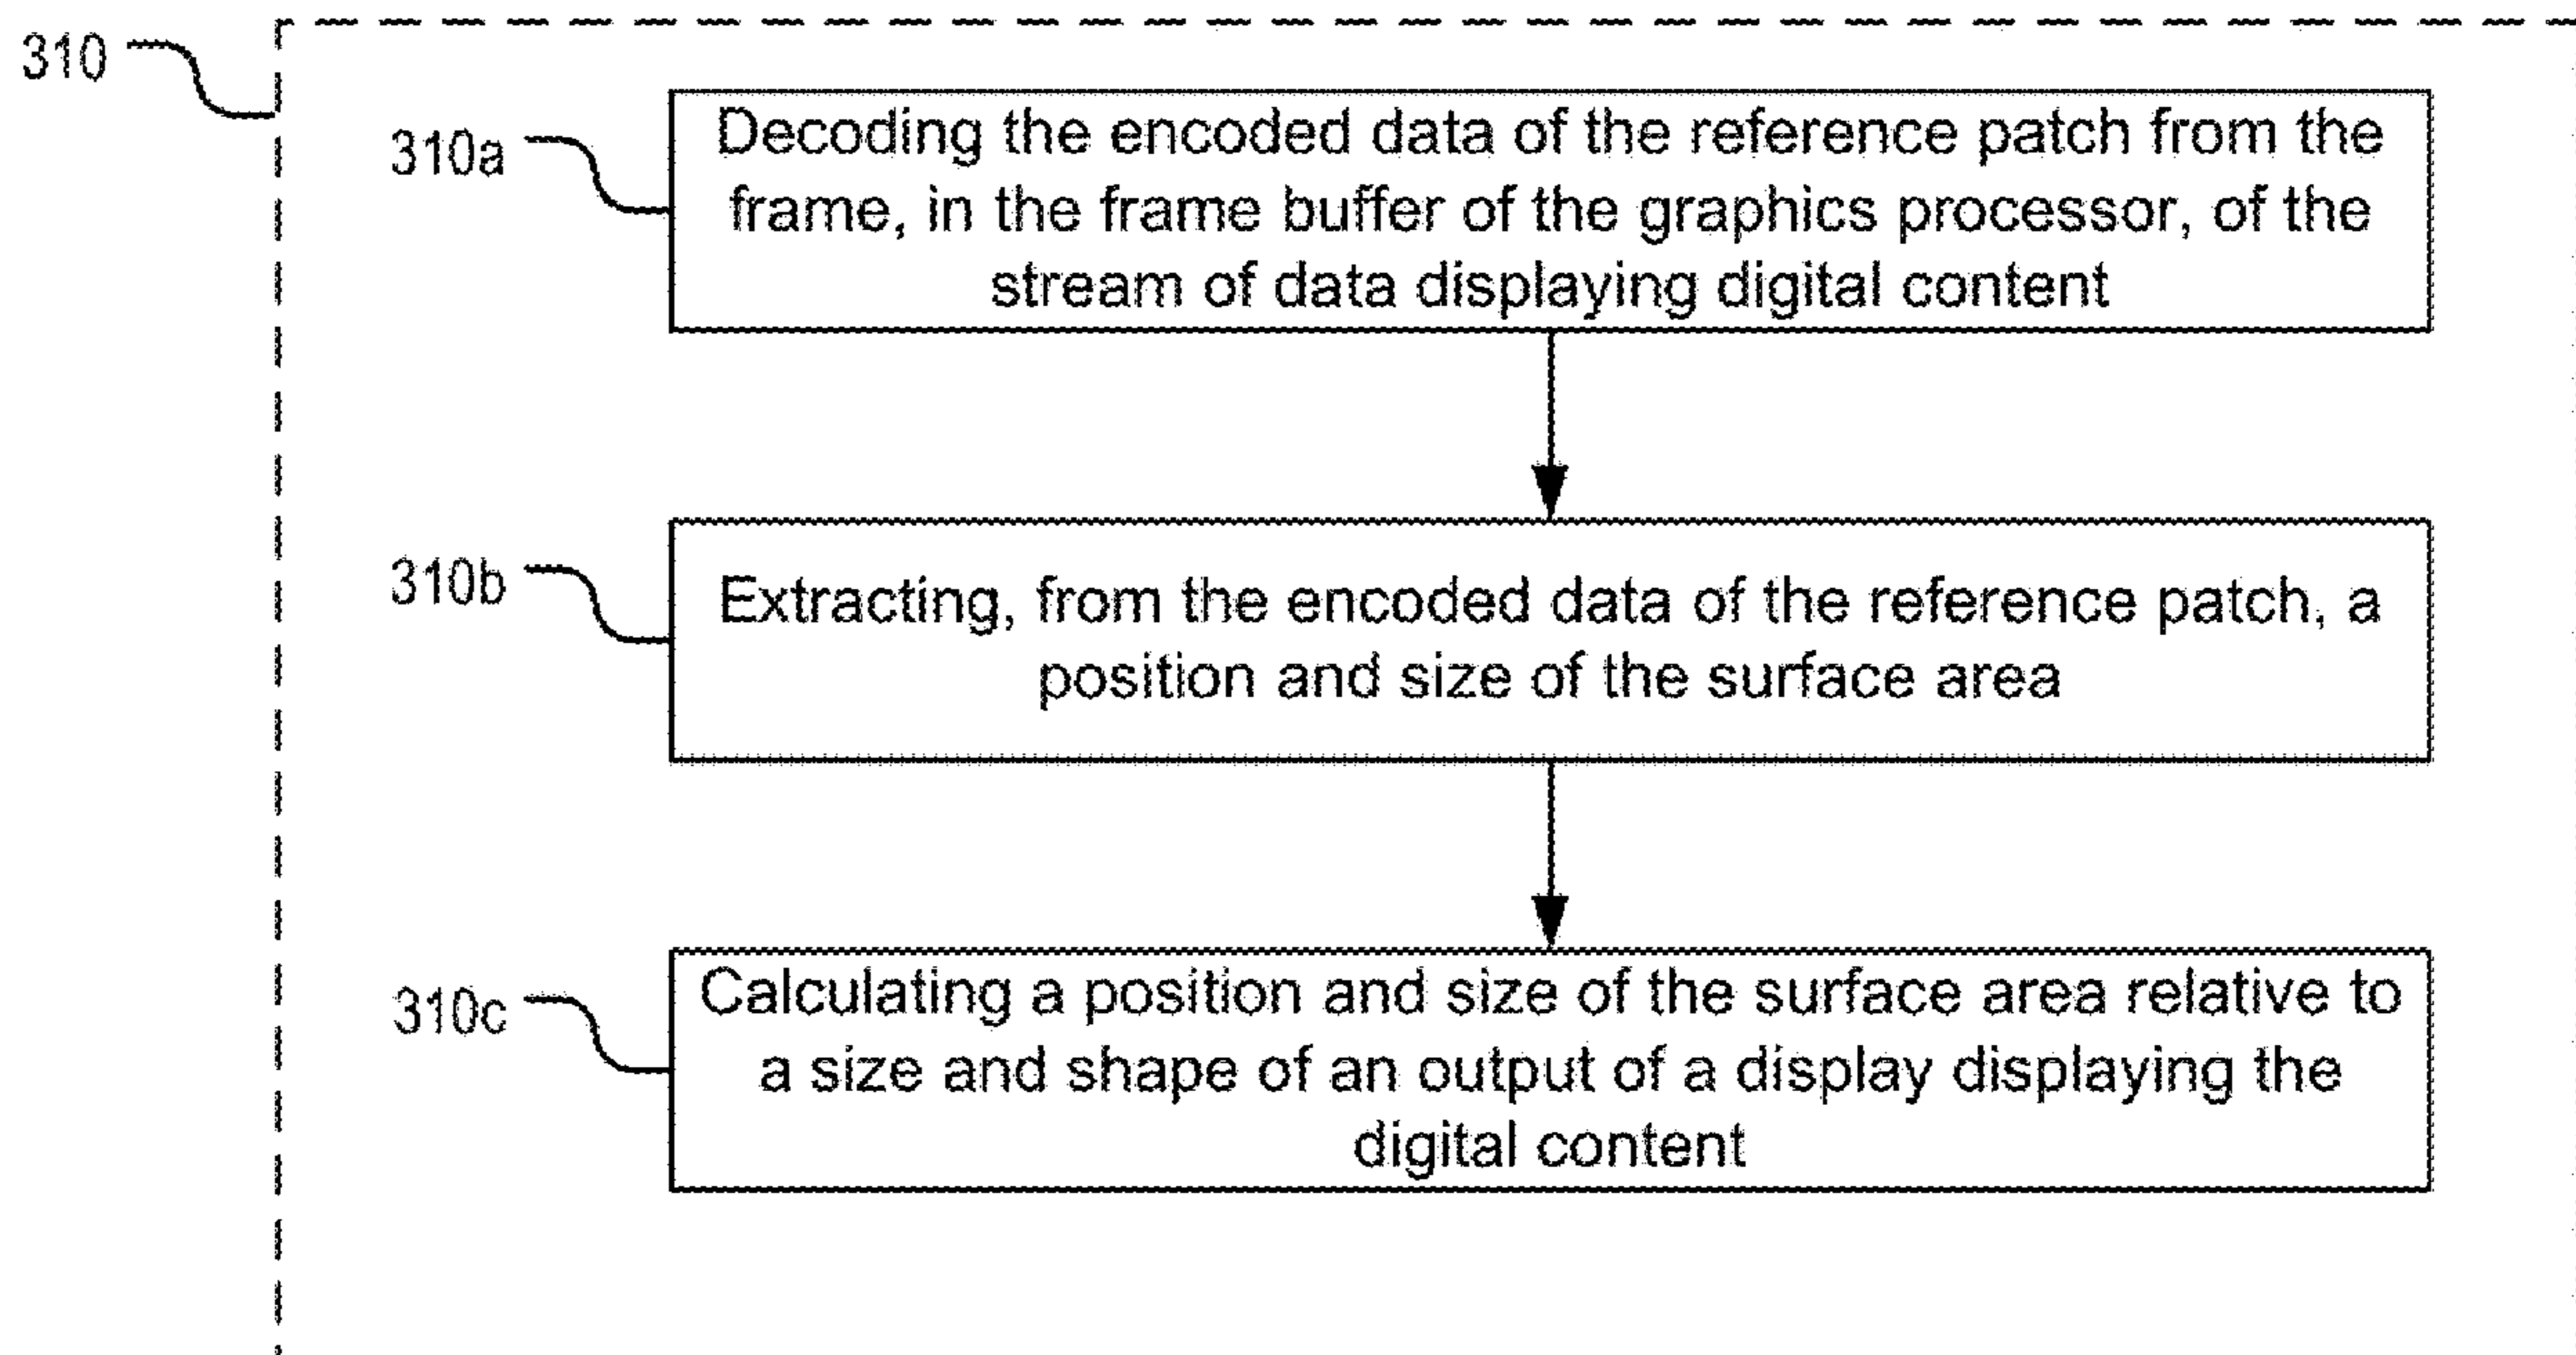 310
310a
Decoding the encoded data of the reference patch from the
frame, in the frame buffer of the graphics processor, of the
stream of data displaying digital content
310b
Extracting, from the encoded data of the reference patch, a
position and size of the surface area
310c
Calculating a position and size of the surface area relative to
a size and shape of an output of a display displaying the
digital content